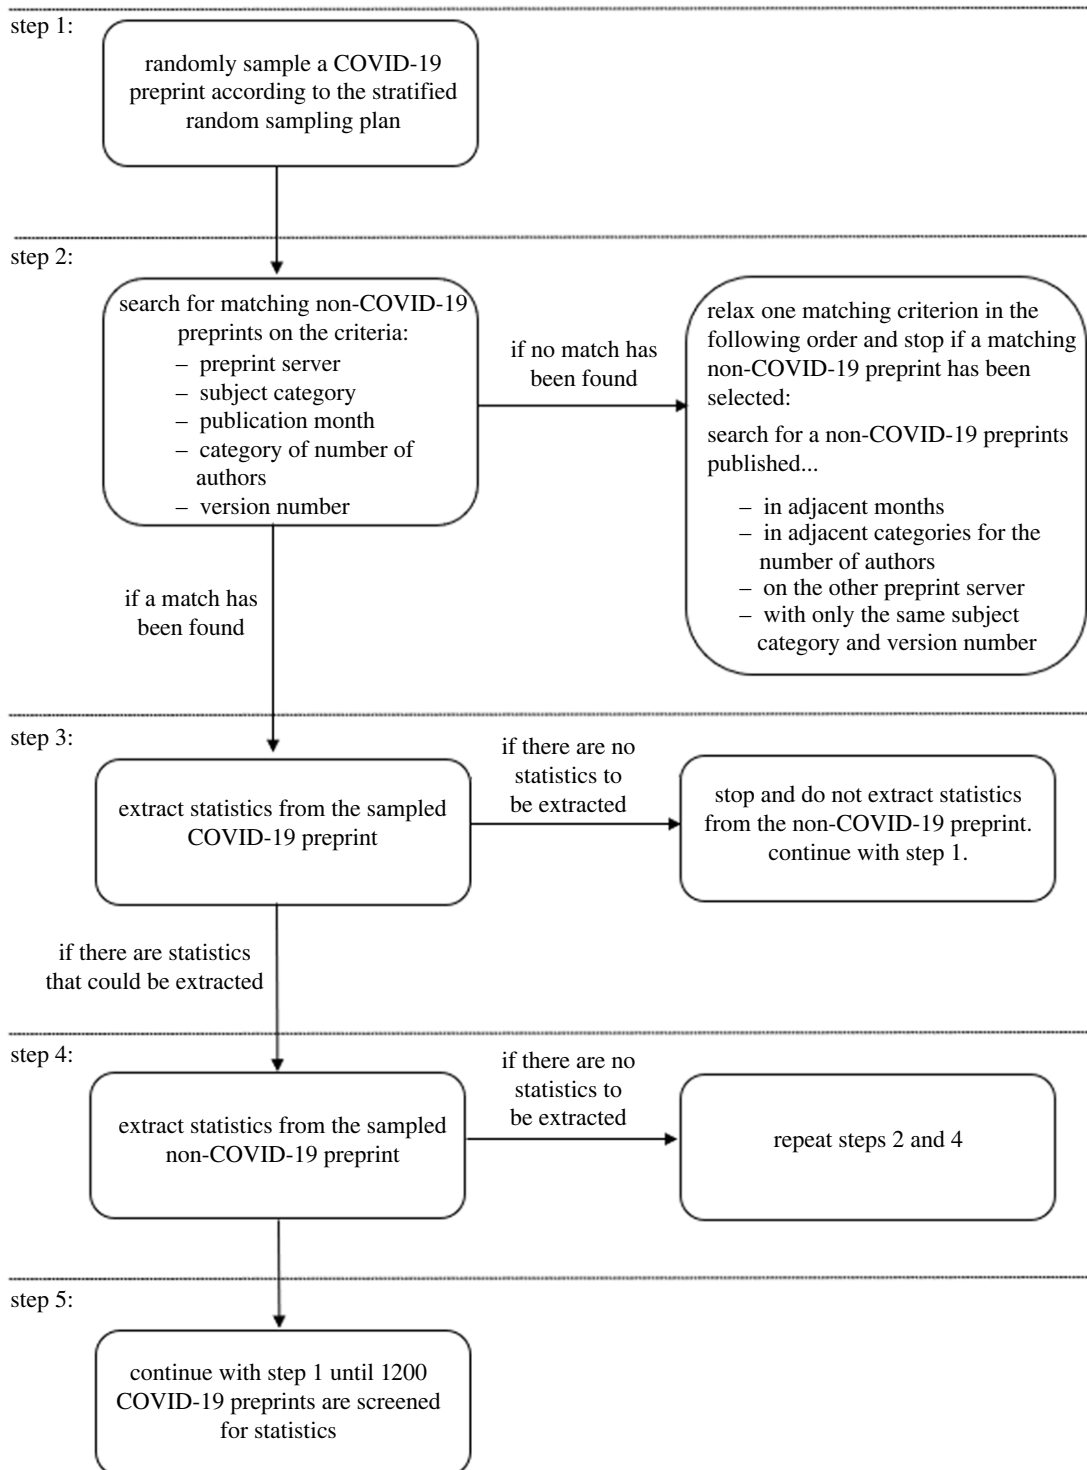 step 1:
randomly sample a COVID-19
preprint according to the stratified
random sampling plan
step 2:
search for matching non-COVID-19
preprints on the criteria:
– preprint server
– subject category
– publication month
– category of number of
authors
– version number
if no match has
been found
relax one matching criterion in the
following order and stop if a matching
non-COVID-19 preprint has been
selected:
search for a non-COVID-19 preprints
published...
– in adjacent months
– in adjacent categories for the
number of authors
– on the other preprint server
– with only the same subject
category and version number
if a match has
been found
step 3:
extract statistics from the sampled
COVID-19 preprint
if there are no
statistics to
be extracted
stop and do not extract statistics
from the non-COVID-19 preprint.
continue with step 1.
if there are statistics
that could be extracted
step 4:
extract statistics from the sampled
non-COVID-19 preprint
if there are no
statistics to
be extracted
repeat steps 2 and 4
step 5:
continue with step 1 until 1200
COVID-19 preprints are screened
for statistics